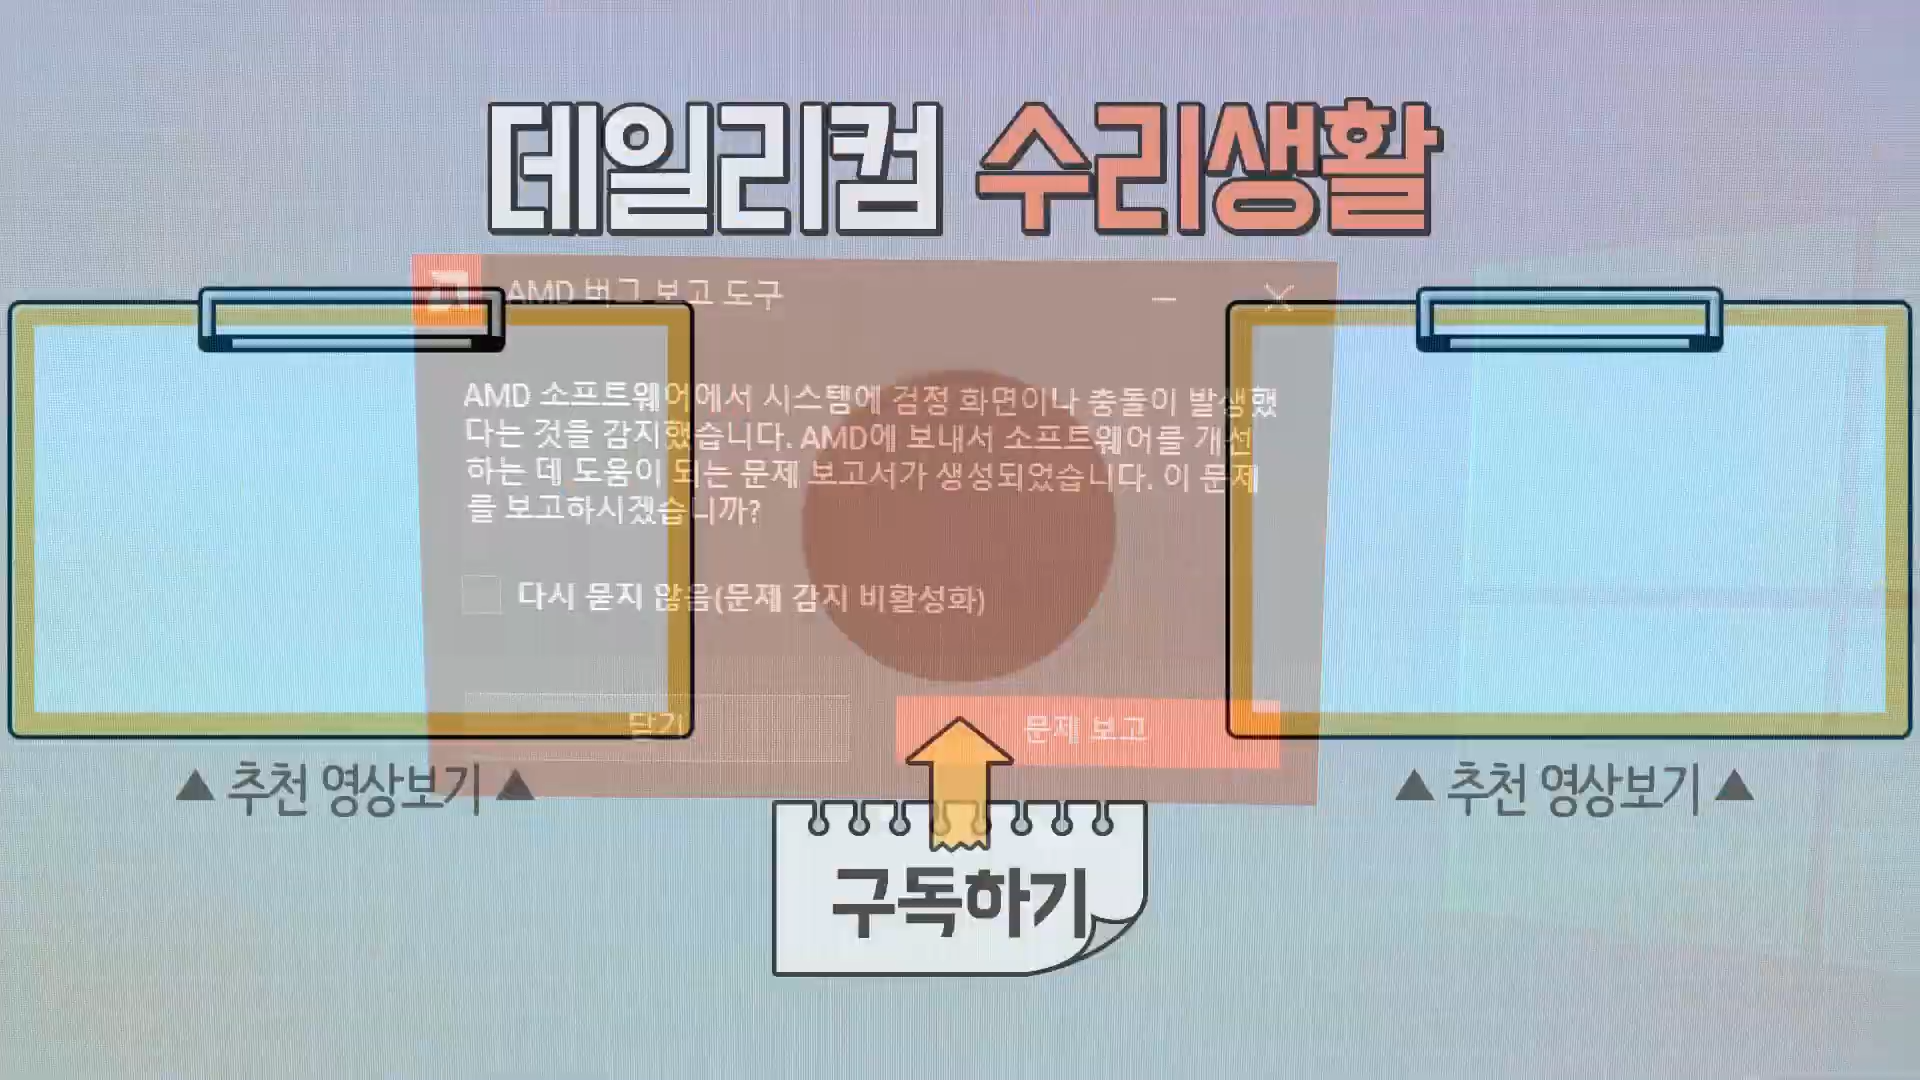 데일리컴 수리생활
AMD 버그 보고 도구
AMD 소프트웨어에서 시스템에 검정 화면이나 충돌이 발생했
다는 것을 감지했습니다. AMD에 보내서 소프트웨어를 개선
하는 데 도움이 되는 문제 보고서가 생성되었습니다. 이 문제
를 보고하시겠습니까?
다시 묻지 않음(문제 감지 비활성화)
닫기
문제 보고
▲ 추천 영상보기 ▲
▲ 추천 영상보기 ▲
구독하기